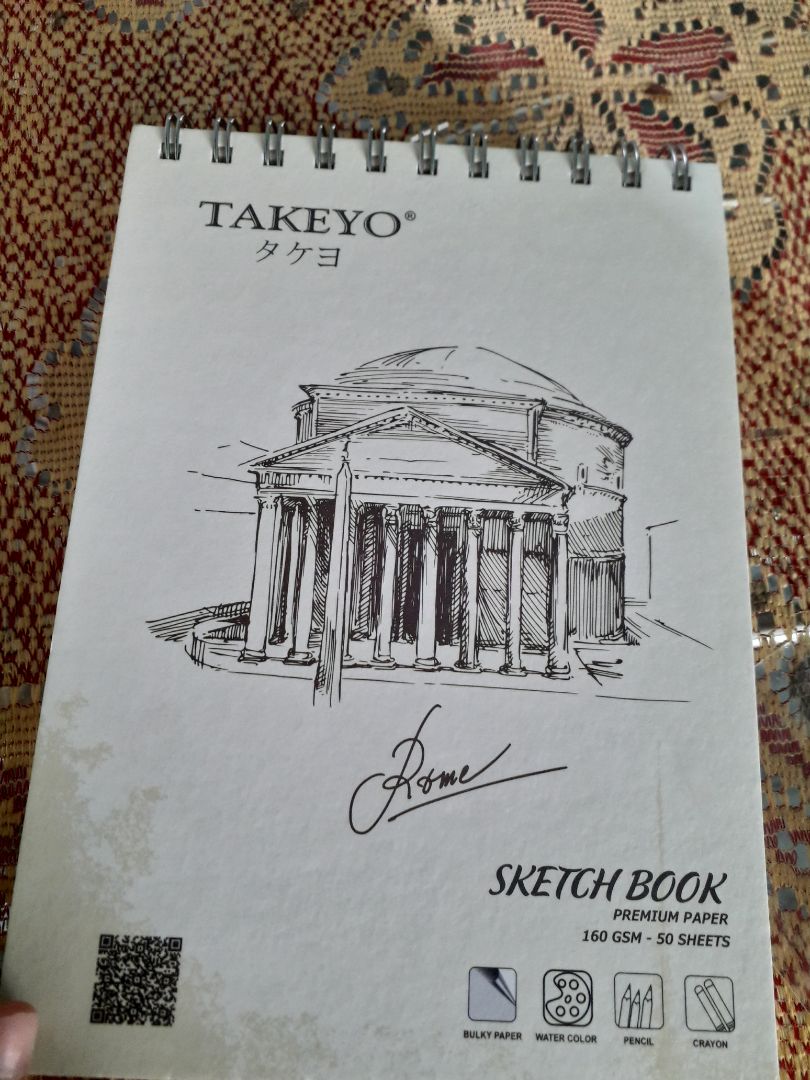 TAKEYO®
タケヨ
Rome
SKETCH BOOK
PREMIUM PAPER
160 GSM - 50 SHEETS
BULKY PAPER WATER COLOR PENCIL CRAYON